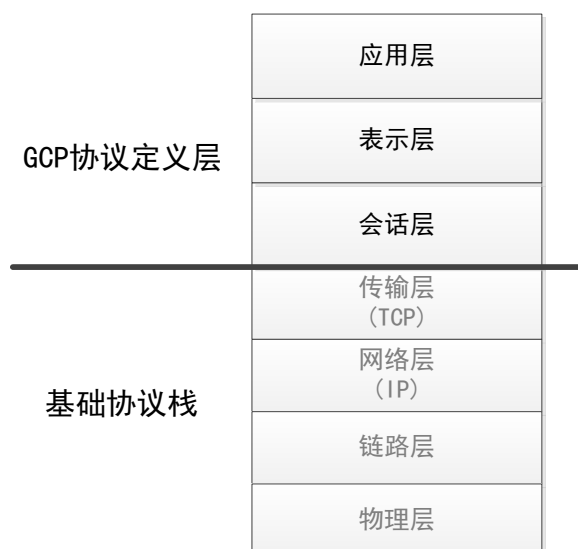 应用层
表示层
GCP协议定义层
会话层
传输层
(TCP)
网络层
(IP)
基础协议栈
链路层
物理层